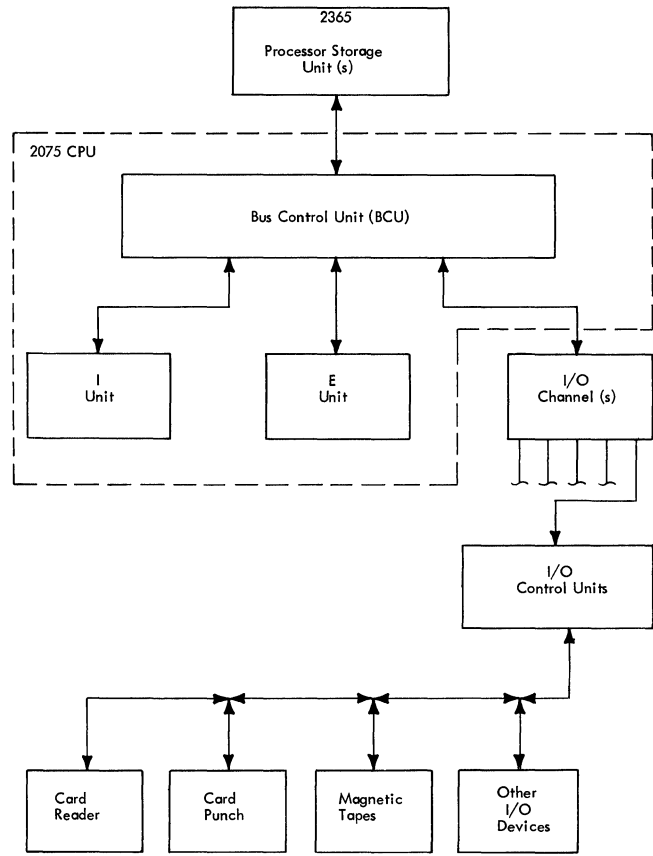 2365
Processor Storage
Unit (s)
2075 CPU
Bus Control Unit (BCU)
I
Unit
E
Unit
I/O
Channel (s)
I/O
Control Units
Card
Reader
Card
Punch
Magnetic
Tapes
Other
I/O
Devices